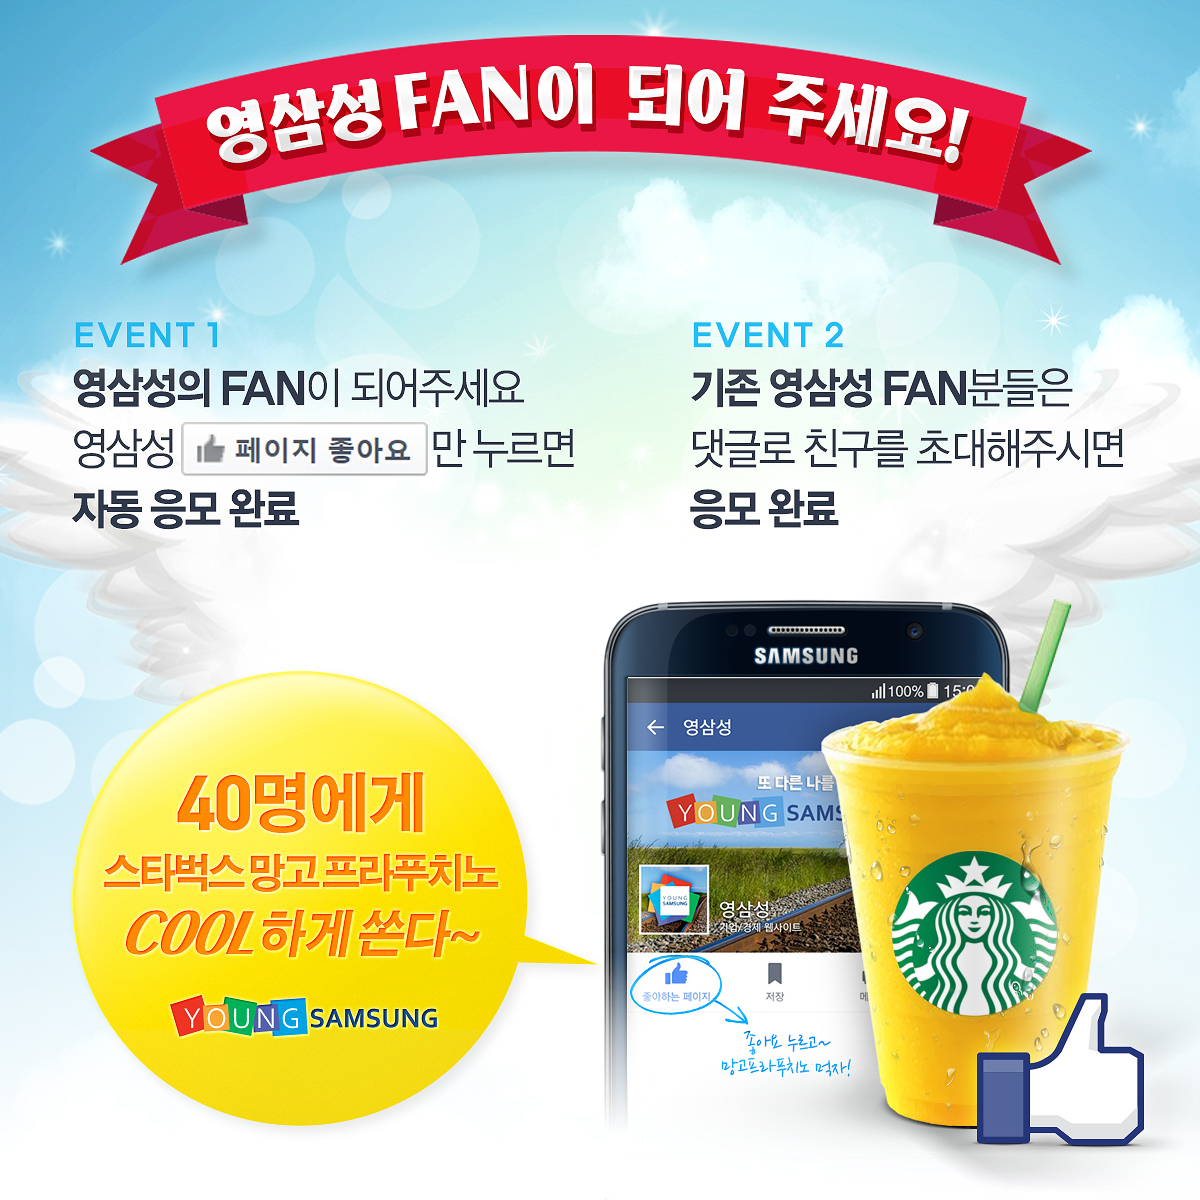 영삼성 FAN이 되어 주세요!
EVENT 1
영삼성의 FAN이 되어주세요
영삼성 페이지 좋아요 만 누르면
자동 응모 완료
EVENT 2
기존 영삼성 FAN분들은
댓글로 친구를 초대해주시면
응모 완료
40명에게
스타벅스 망고 프라푸치노
COOL하게 쏜다~
YOUNG SAMSUNG
SAMSUNG
100%
영삼성
또 다른 나를
YOUNG SAMS
YOUNG
SAMSUNG
영삼성
기업/경제 웹사이트
좋아하는 페이지
저장
좋아요 누르고~
망고프라푸치노 먹자!